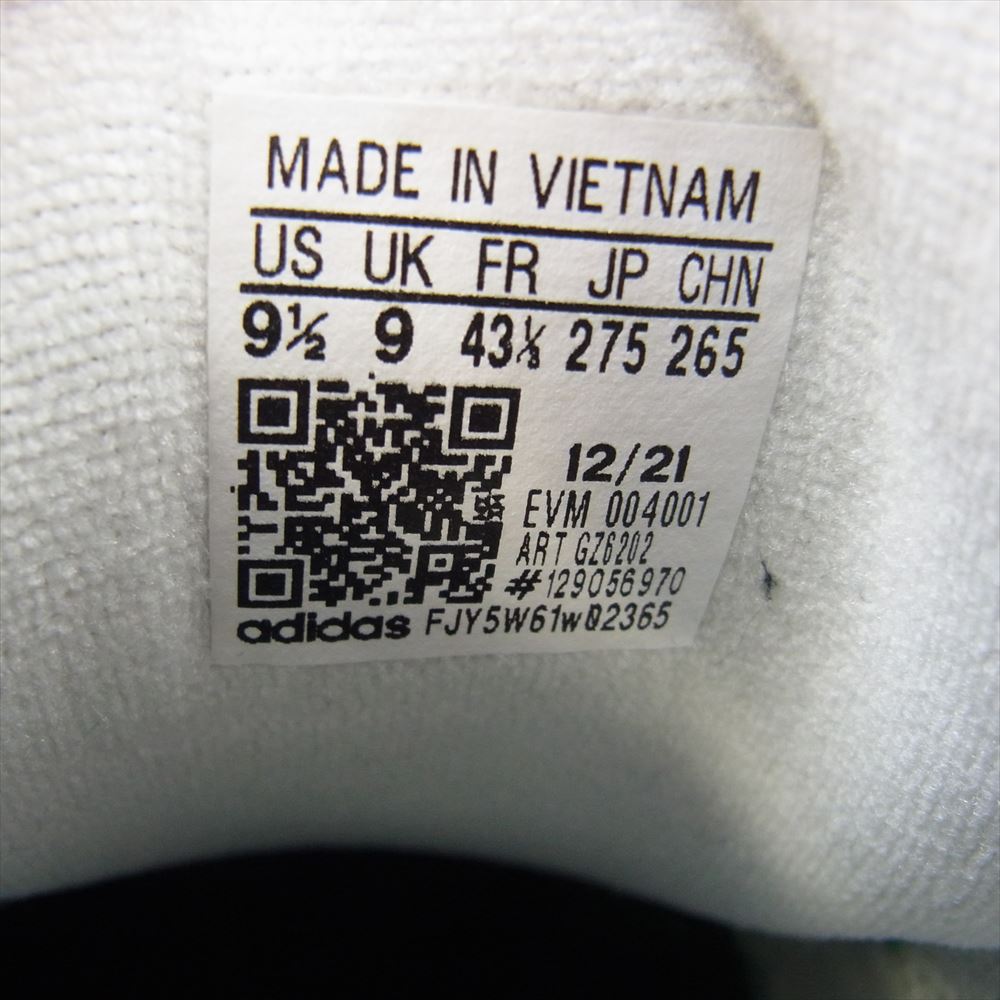 MADE IN VIETNAM
US UK FR JP CHN
9½ 9 43⅓ 275 265
12/21
EVM 004001
ART GZ6202
#129056970
adidas FJY5W61w02365